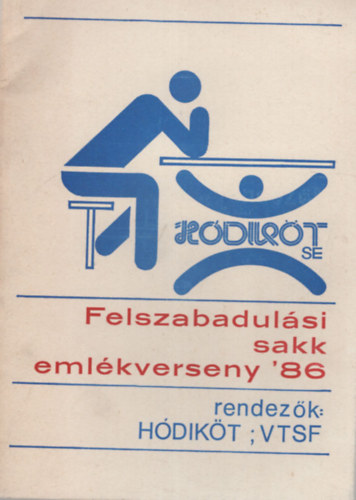 HÓDIKÖT
SE
Felszabadulási
sakk
emlékverseny '86
rendezők:
HÓDIKÖT ; VTSF